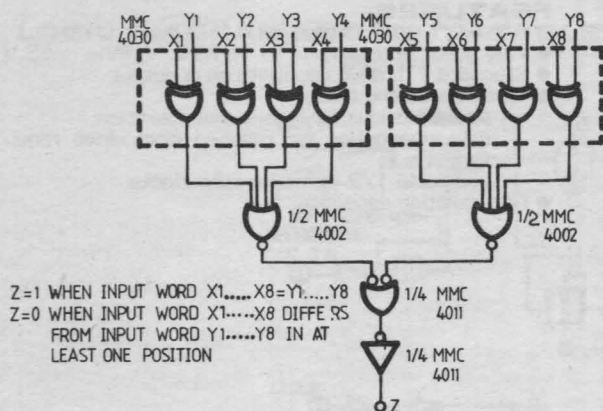 MMC Y1 Y2 Y3 Y4 MMC Y5 Y6 Y7 Y8
4030 X1 X2 X3 X4 4030 X5 X6 X7 X8
1/2 MMC
4002
1/2 MMC
4002
Z=1 WHEN INPUT WORD X1.....X8=Y1.....Y8
Z=0 WHEN INPUT WORD X1.....X8 DIFFERS
FROM INPUT WORD Y1.....Y8 IN AT
LEAST ONE POSITION
1/4 MMC
4011
1/4 MMC
4011
Z